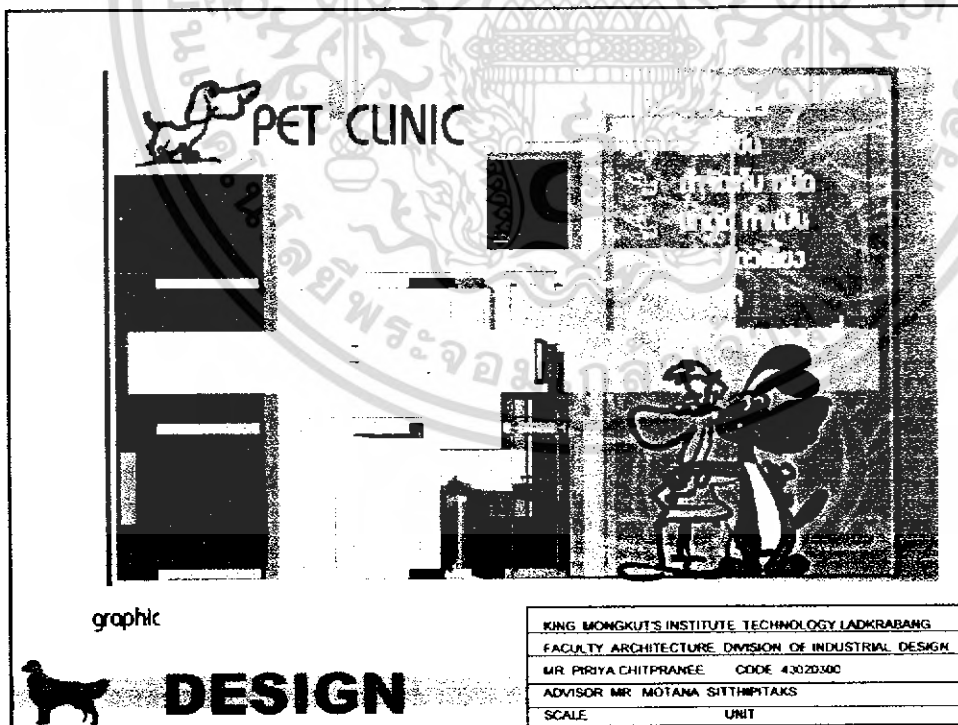 PET CLINIC
graphic
DESIGN
KING MONGKUT'S INSTITUTE TECHNOLOGY LADKRABANG
FACULTY ARCHITECTURE DIVISION OF INDUSTRIAL DESIGN
MR PIRIYA CHITPRANEE CODE 43020300
ADVISOR MR MOTANA SITTHIPITAKS
SCALE UNIT